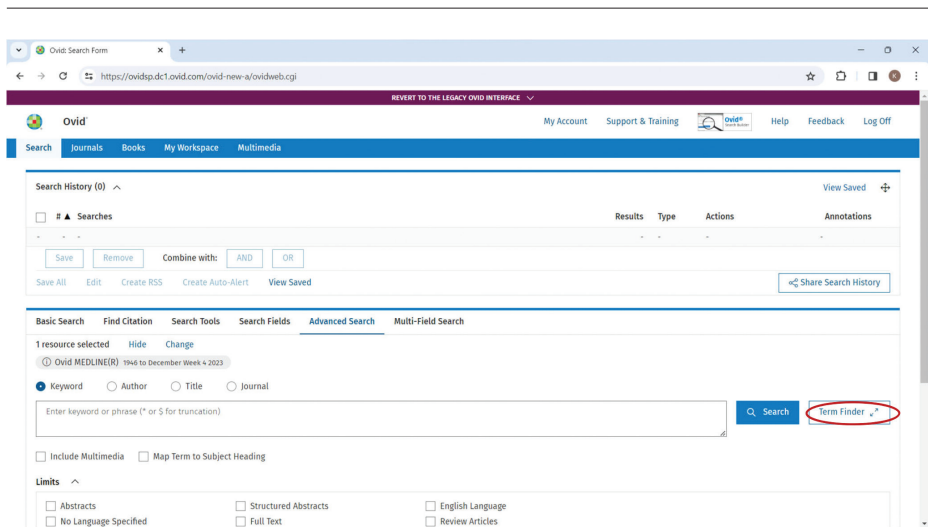 Ovid: Search Form
https://ovidsp.dc1.ovid.com/ovid-new-a/ovidweb.cgi
K
REVERT TO THE LEGACY OVID INTERFACE
Ovid
My Account Support & Training Ovid® Help Feedback Log Off
Search Journals Books My Workspace Multimedia
Search History (0)
View Saved
# ▲ Searches Results Type Actions Annotations
- - - - - - -
Save Remove Combine with: AND OR
Save All Edit Create RSS Create Auto-Alert View Saved
Share Search History
Basic Search Find Citation Search Tools Search Fields Advanced Search Multi-Field Search
1 resource selected Hide Change
Ovid MEDLINE(R) 1946 to December Week 4 2023
Keyword Author Title Journal
Enter keyword or phrase (* or $ for truncation)
Search Term Finder
Include Multimedia Map Term to Subject Heading
Limits
Abstracts Structured Abstracts English Language
No Language Specified Full Text Review Articles